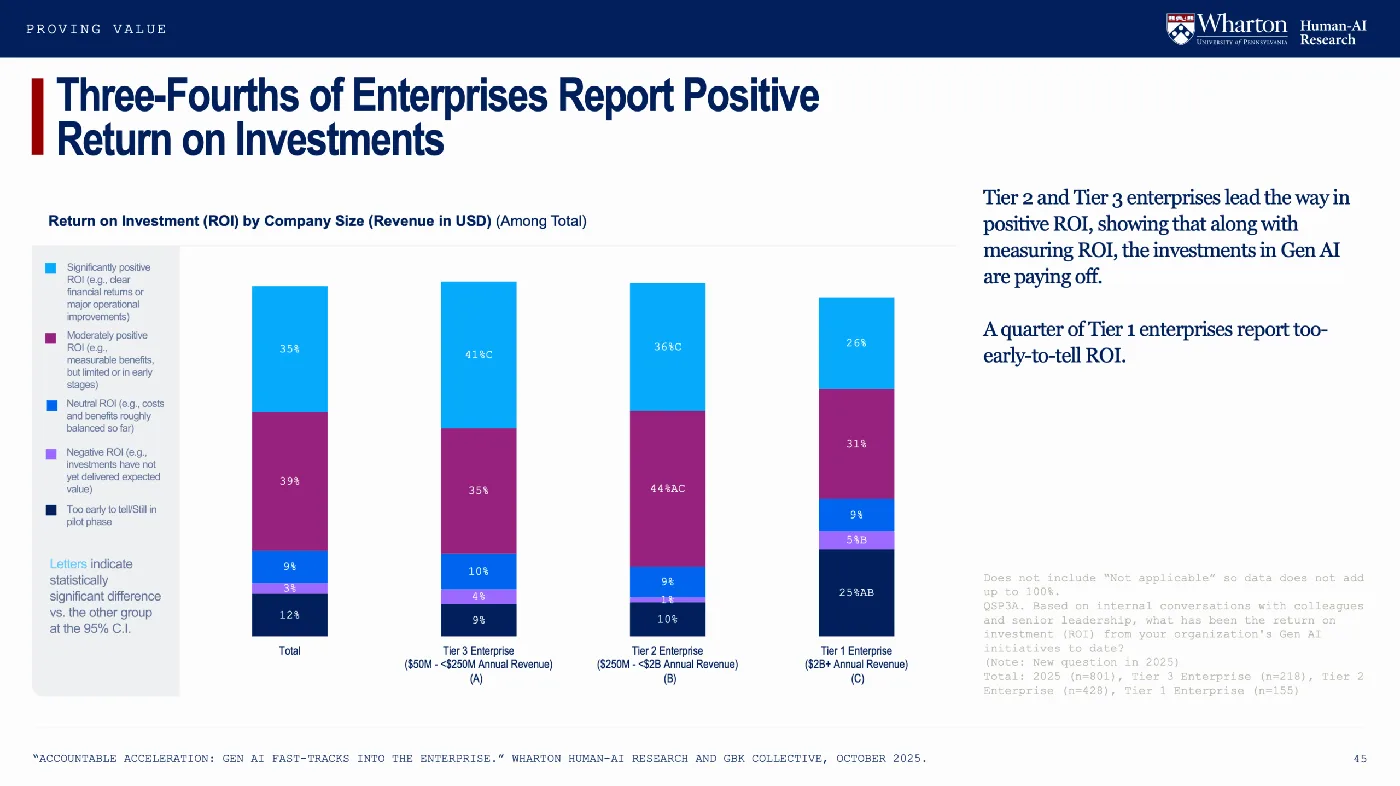 PROVING VALUE
Wharton
UNIVERSITY of PENNSYLVANIA
Human-AI
Research
Three-Fourths of Enterprises Report Positive
Return on Investments
Return on Investment (ROI) by Company Size (Revenue in USD) (Among Total)
Significantly positive
ROI (e.g., clear
financial returns or
major operational
improvements)
Moderately positive
ROI (e.g.,
measurable benefits,
but limited or in early
stages)
Neutral ROI (e.g., costs
and benefits roughly
balanced so far)
Negative ROI (e.g.,
investments have not
yet delivered expected
value)
Too early to tell/Still in
pilot phase
Letters indicate
statistically
significant difference
vs. the other group
at the 95% C.I.
35%
39%
9%
3%
12%
Total
41%C
35%
10%
4%
9%
Tier 3 Enterprise
($50M - <$250M Annual Revenue)
(A)
36%C
44%AC
9%
1%
10%
Tier 2 Enterprise
($250M - <$2B Annual Revenue)
(B)
26%
31%
9%
5%B
25%AB
Tier 1 Enterprise
($2B+ Annual Revenue)
(C)
Tier 2 and Tier 3 enterprises lead the way in
positive ROI, showing that along with
measuring ROI, the investments in Gen AI
are paying off.
A quarter of Tier 1 enterprises report too-
early-to-tell ROI.
Does not include “Not applicable” so data does not add
up to 100%.
QSP3A. Based on internal conversations with colleagues
and senior leadership, what has been the return on
investment (ROI) from your organization's Gen AI
initiatives to date?
(Note: New question in 2025)
Total: 2025 (n=801), Tier 3 Enterprise (n=218), Tier 2
Enterprise (n=428), Tier 1 Enterprise (n=155)
“ACCOUNTABLE ACCELERATION: GEN AI FAST-TRACKS INTO THE ENTERPRISE.” WHARTON HUMAN-AI RESEARCH AND GBK COLLECTIVE, OCTOBER 2025.
45